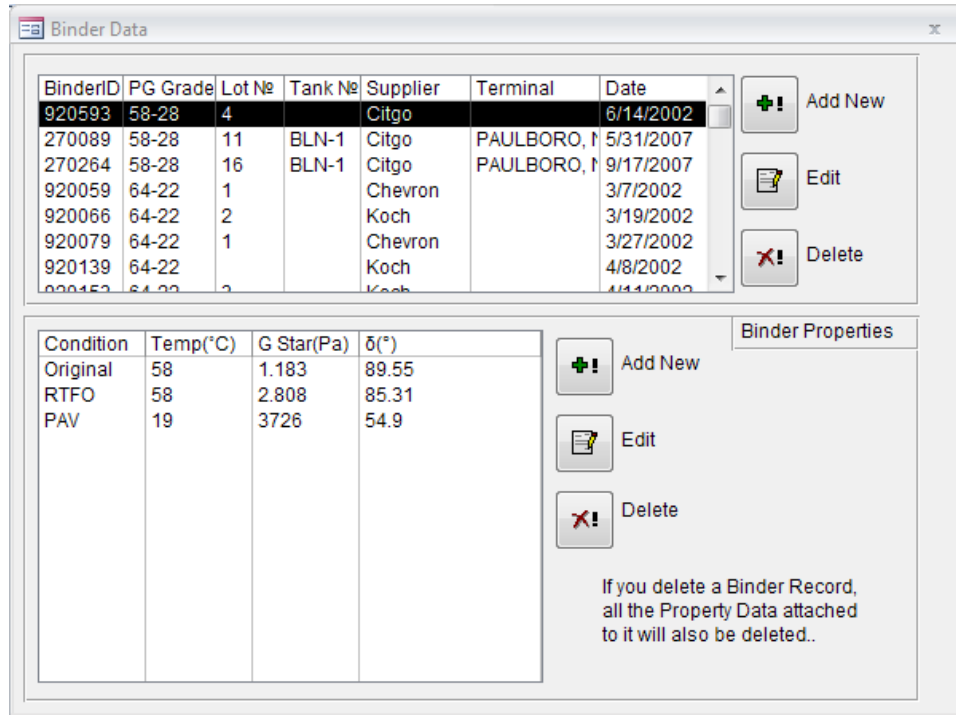 Binder Data
BinderID PG Grade Lot № Tank № Supplier Terminal Date
920593 58-28 4 Citgo 6/14/2002
270089 58-28 11 BLN-1 Citgo PAULBORO, 5/31/2007
270264 58-28 16 BLN-1 Citgo PAULBORO, 9/17/2007
920059 64-22 1 Chevron 3/7/2002
920066 64-22 2 Koch 3/19/2002
920079 64-22 1 Chevron 3/27/2002
920139 64-22 Koch 4/8/2002
Add New
Edit
Delete
Binder Properties
Condition Temp(°C) G Star(Pa) δ(°)
Original 58 1.183 89.55
RTFO 58 2.808 85.31
PAV 19 3726 54.9
Add New
Edit
Delete
If you delete a Binder Record,
all the Property Data attached
to it will also be deleted..